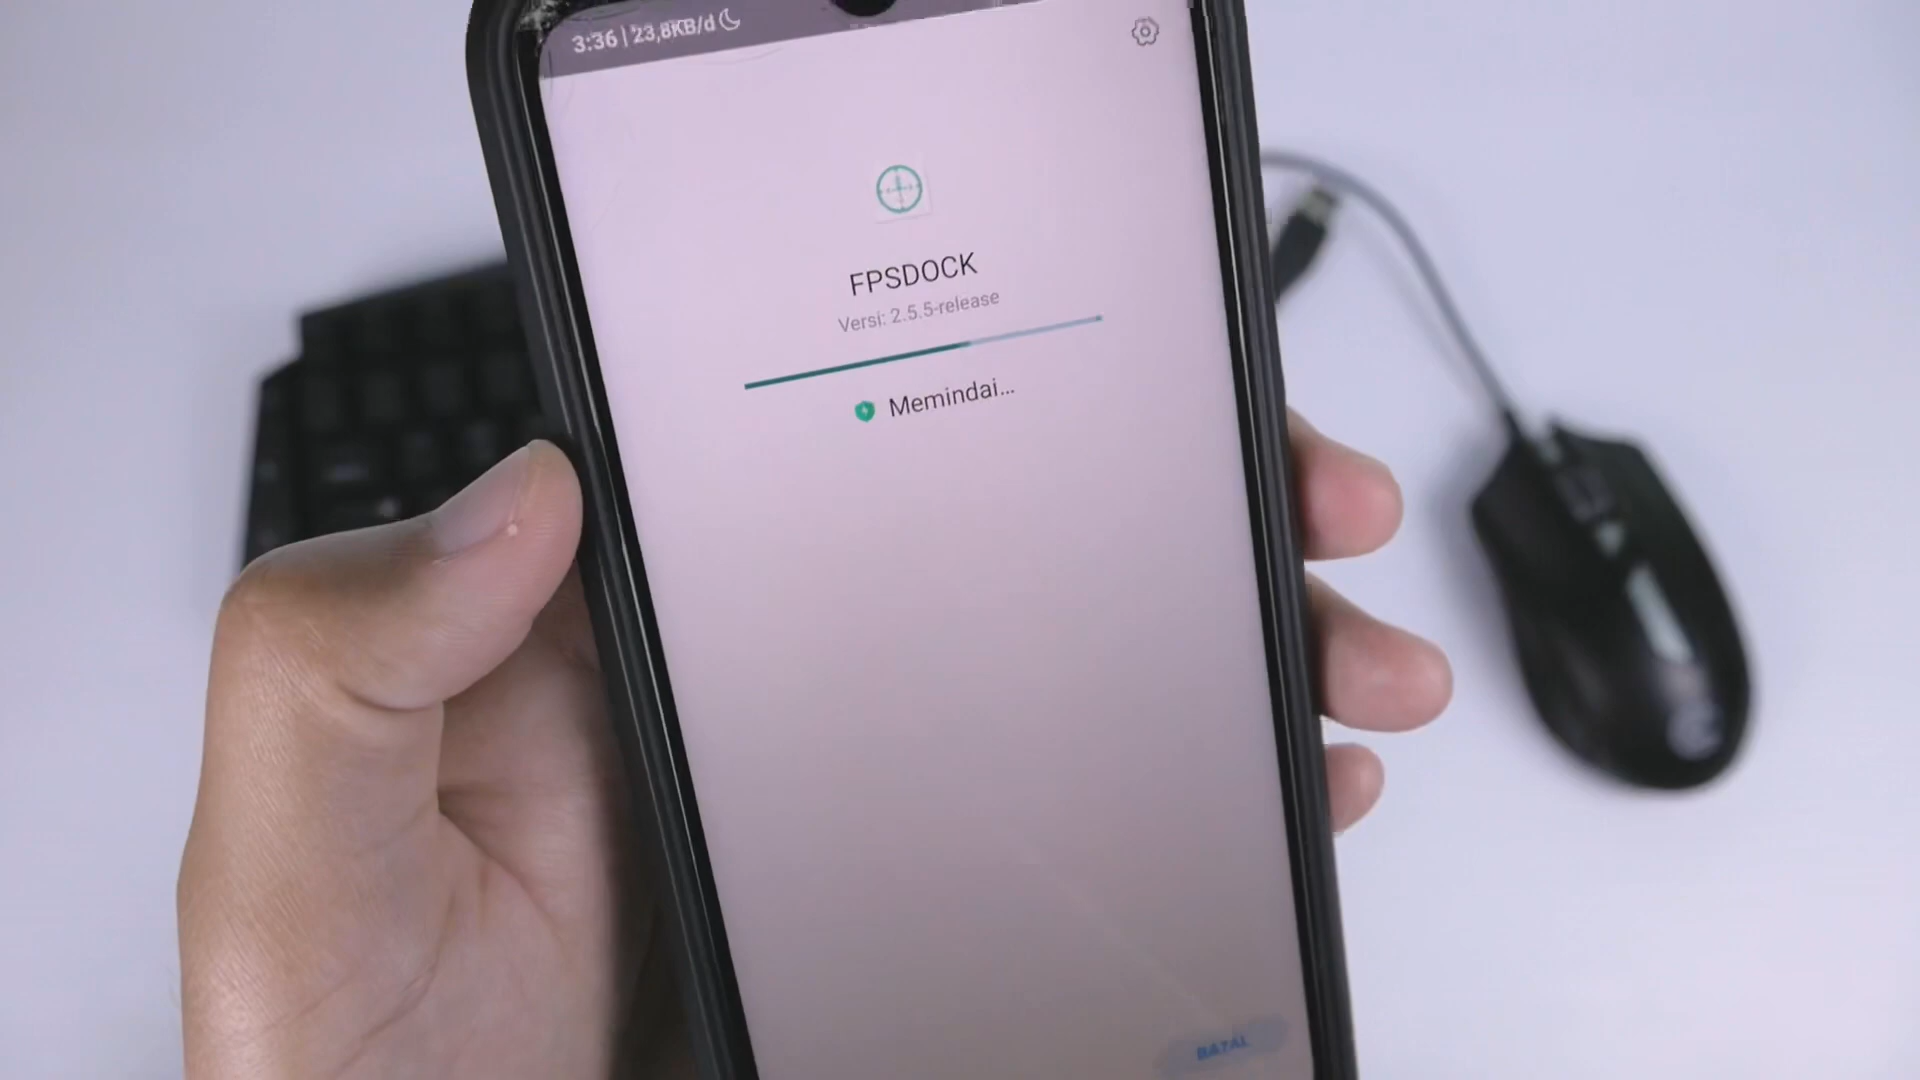 3:36 | 23,8KB/d
FPSDOCK
Versi: 2.5.5-release
Memindai...
BATAL